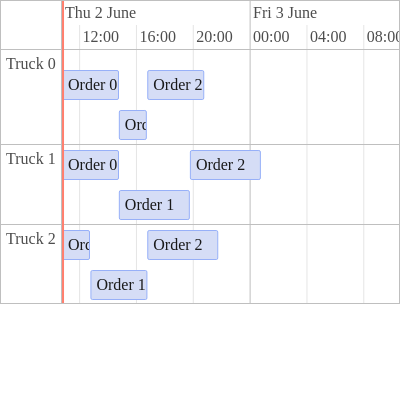 Thu 2 June Fri 3 June
12:00 16:00 20:00 00:00 04:00 08:00
Truck 0
Order 0 Order 2
Ord
Truck 1
Order 0 Order 2
Order 1
Truck 2
Ord Order 2
Order 1